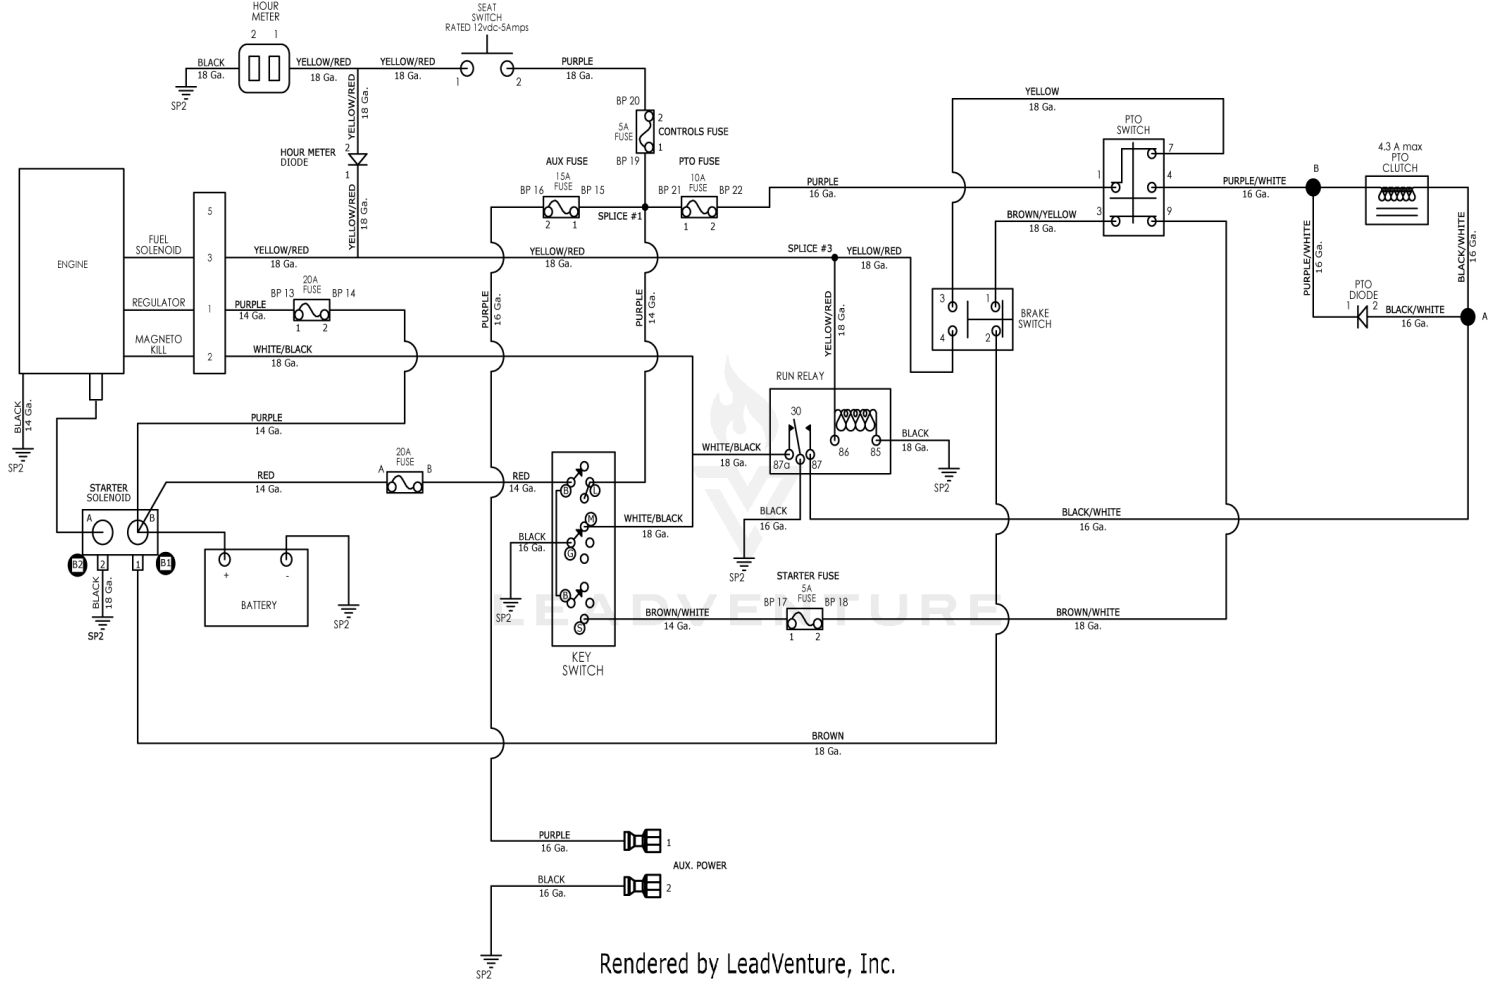 HOUR
METER
2 1
SEAT
SWITCH
RATED 12vdc-5Amps
BLACK
18 Ga.
SP2
YELLOW/RED
18 Ga.
YELLOW/RED
18 Ga.
1
2
PURPLE
18 Ga.
YELLOW/RED
18 Ga.
HOUR METER
DIODE
2
1
YELLOW/RED
18 Ga.
BP 20
5A
FUSE
2
1
CONTROLS FUSE
BP 19
AUX FUSE
15A
FUSE
BP 16
BP 15
2 1
SPLICE #1
PTO FUSE
10A
FUSE
BP 21
BP 22
1 2
PURPLE
16 Ga.
YELLOW
18 Ga.
PTO
SWITCH
7
1
4
3
9
BROWN/YELLOW
18 Ga.
PURPLE/WHITE
16 Ga.
B
4.3 A max
PTO
CLUTCH
PURPLE/WHITE
16 Ga.
BLACK/WHITE
16 Ga.
PTO
DIODE
1 2
BLACK/WHITE
16 Ga.
A
ENGINE
FUEL
SOLENOID
REGULATOR
MAGNETO
KILL
5
3
1
2
YELLOW/RED
18 Ga.
YELLOW/RED
18 Ga.
SPLICE #3
YELLOW/RED
18 Ga.
20A
FUSE
BP 13
BP 14
1 2
PURPLE
14 Ga.
WHITE/BLACK
18 Ga.
PURPLE
16 Ga.
PURPLE
14 Ga.
YELLOW/RED
18 Ga.
3
1
4
2
BRAKE
SWITCH
BLACK
14 Ga.
SP2
PURPLE
14 Ga.
RUN RELAY
30
87a
87
86
85
BLACK
18 Ga.
SP2
WHITE/BLACK
18 Ga.
20A
FUSE
A
B
RED
14 Ga.
RED
14 Ga.
STARTER
SOLENOID
A
B
B2
2
1
B1
BLACK
18 Ga.
SP2
+
-
BATTERY
SP2
B
L
M
G
B
S
KEY
SWITCH
BLACK
16 Ga.
SP2
WHITE/BLACK
18 Ga.
BLACK
16 Ga.
SP2
BLACK/WHITE
16 Ga.
STARTER FUSE
5A
FUSE
BP 17
BP 18
1 2
BROWN/WHITE
14 Ga.
BROWN/WHITE
18 Ga.
LEADVENTURE
BROWN
18 Ga.
PURPLE
16 Ga.
1
AUX. POWER
BLACK
16 Ga.
2
SP2
Rendered by LeadVenture, Inc.